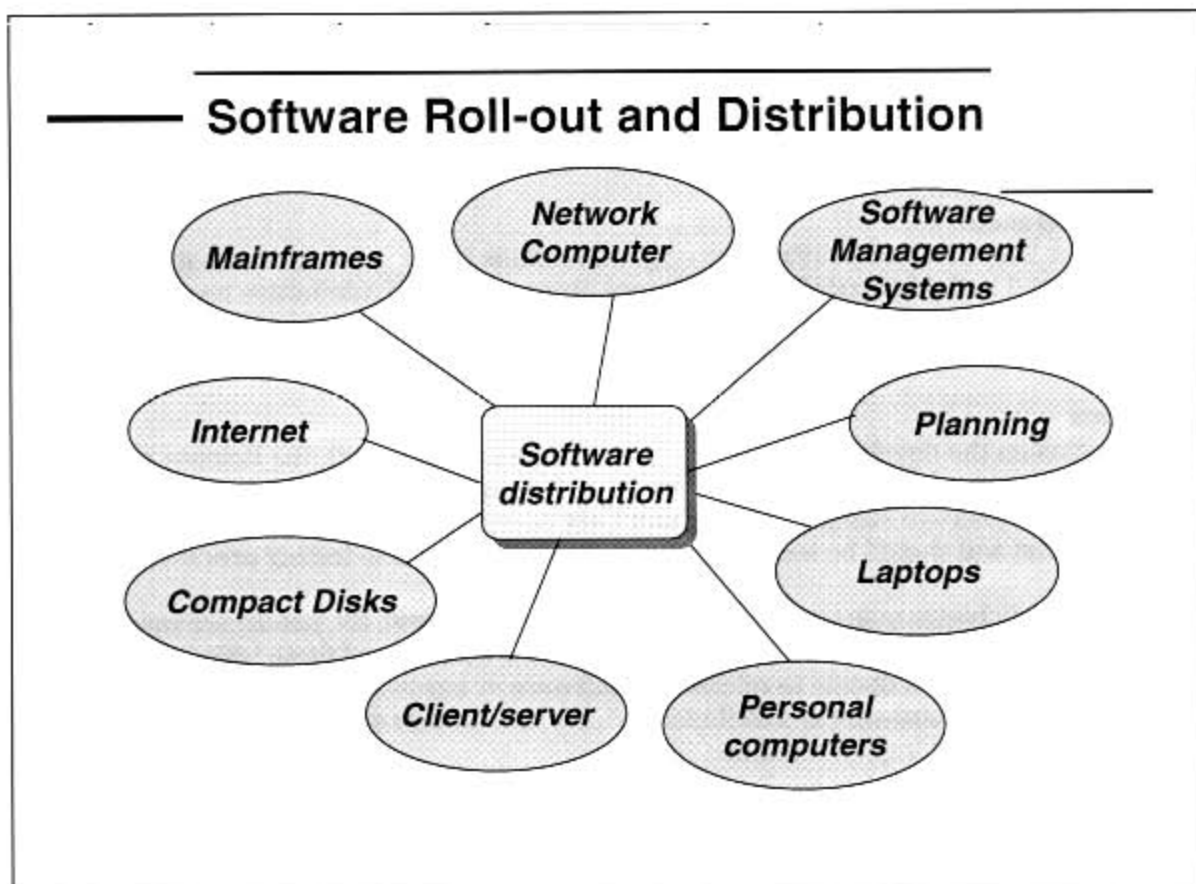 Software Roll-out and Distribution
Network
Computer
Software
Management
Systems
Mainframes
Planning
Internet
Software
distribution
Laptops
Compact Disks
Client/server
Personal
computers